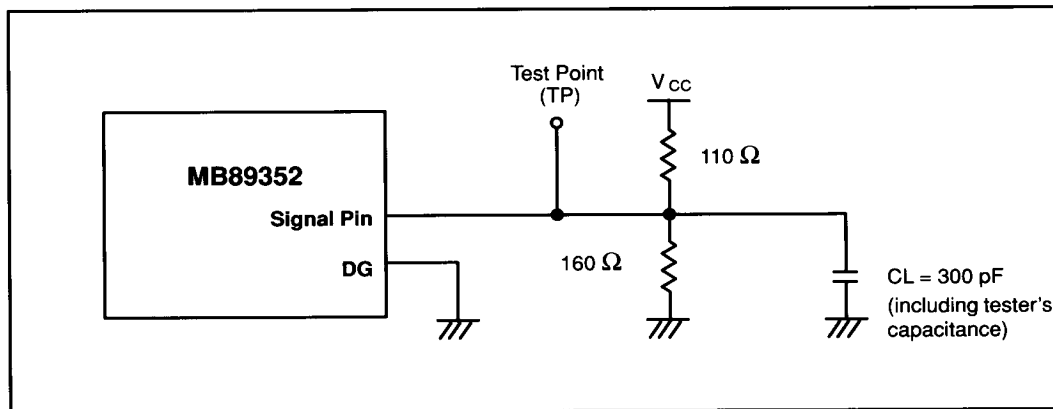 Test Point
(TP)
V CC
110 Ω
MB89352
Signal Pin
160 Ω
DG
CL = 300 pF
(including tester's
capacitance)